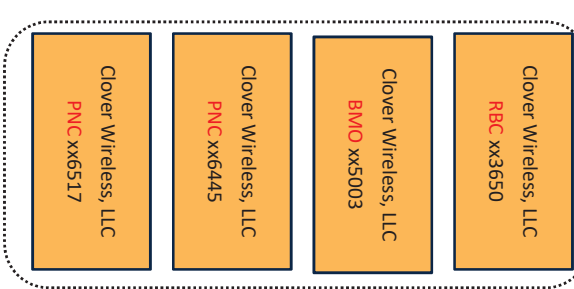 Clover Wireless, LLC
RBC xx3650
Clover Wireless, LLC
BMO xx5003
Clover Wireless, LLC
PNC xx6445
Clover Wireless, LLC
PNC xx6517